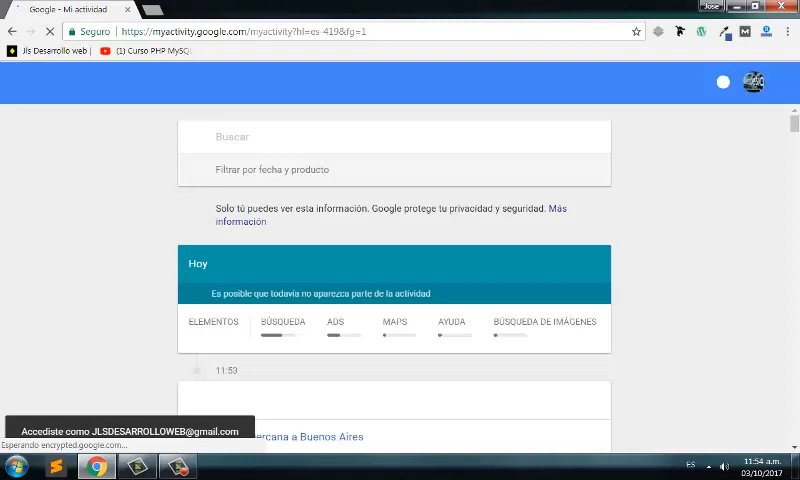 Jose
Google - Mi actividad
Seguro https://myactivity.google.com/myactivity?hl=es-419&fg=1
Jls Desarrollo web | (1) Curso PHP MySQL
Buscar
Filtrar por fecha y producto
Solo tú puedes ver esta información. Google protege tu privacidad y seguridad. Más
información
Hoy
Es posible que todavía no aparezca parte de la actividad
ELEMENTOS BÚSQUEDA ADS MAPS AYUDA BÚSQUEDA DE IMÁGENES
11:53
Accediste como JLSDESARROLLOWEB@gmail.com
cercana a Buenos Aires
Esperando encrypted.google.com...
ES
11:54 a.m.
03/10/2017